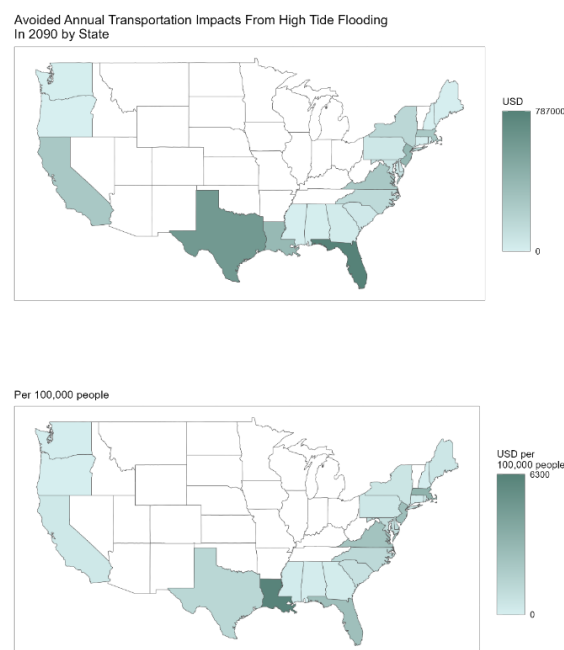 Avoided Annual Transportation Impacts From High Tide Flooding
In 2090 by State
USD
787000
0
Per 100,000 people
USD per
100,000 people
6300
0